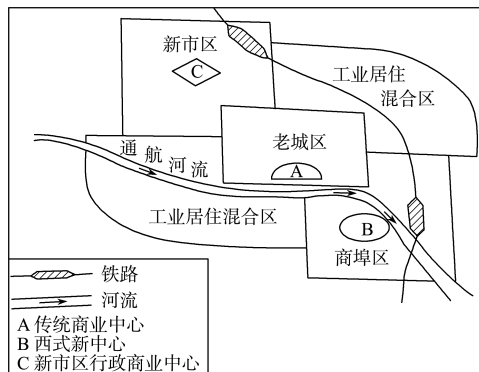 新市区
C
工业居住
混合区
老城区
A
通航河流
工业居住混合区
B
商埠区
铁路
河流
A 传统商业中心
B 西式新中心
C 新市区行政商业中心